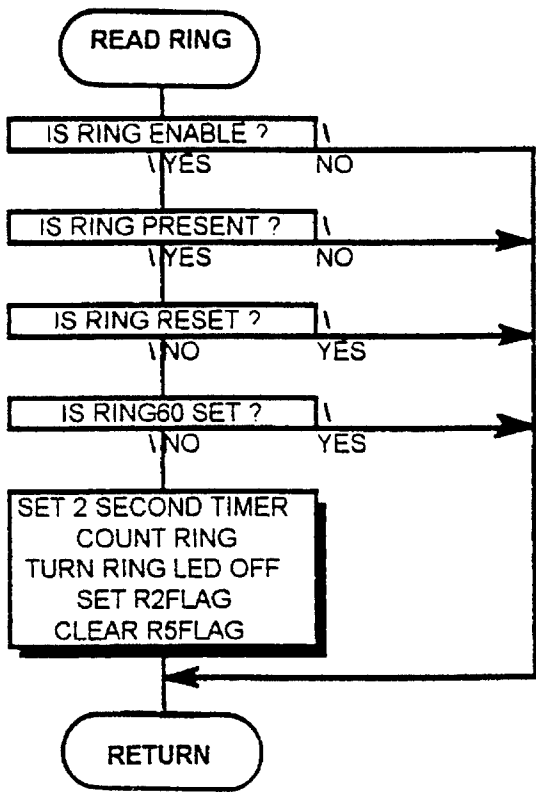 READ RING
IS RING ENABLE ? \
\ YES NO
IS RING PRESENT ? \
\ YES NO
IS RING RESET ? \
\ NO YES
IS RING60 SET ? \
\ NO YES
SET 2 SECOND TIMER
COUNT RING
TURN RING LED OFF
SET R2FLAG
CLEAR R5FLAG
RETURN